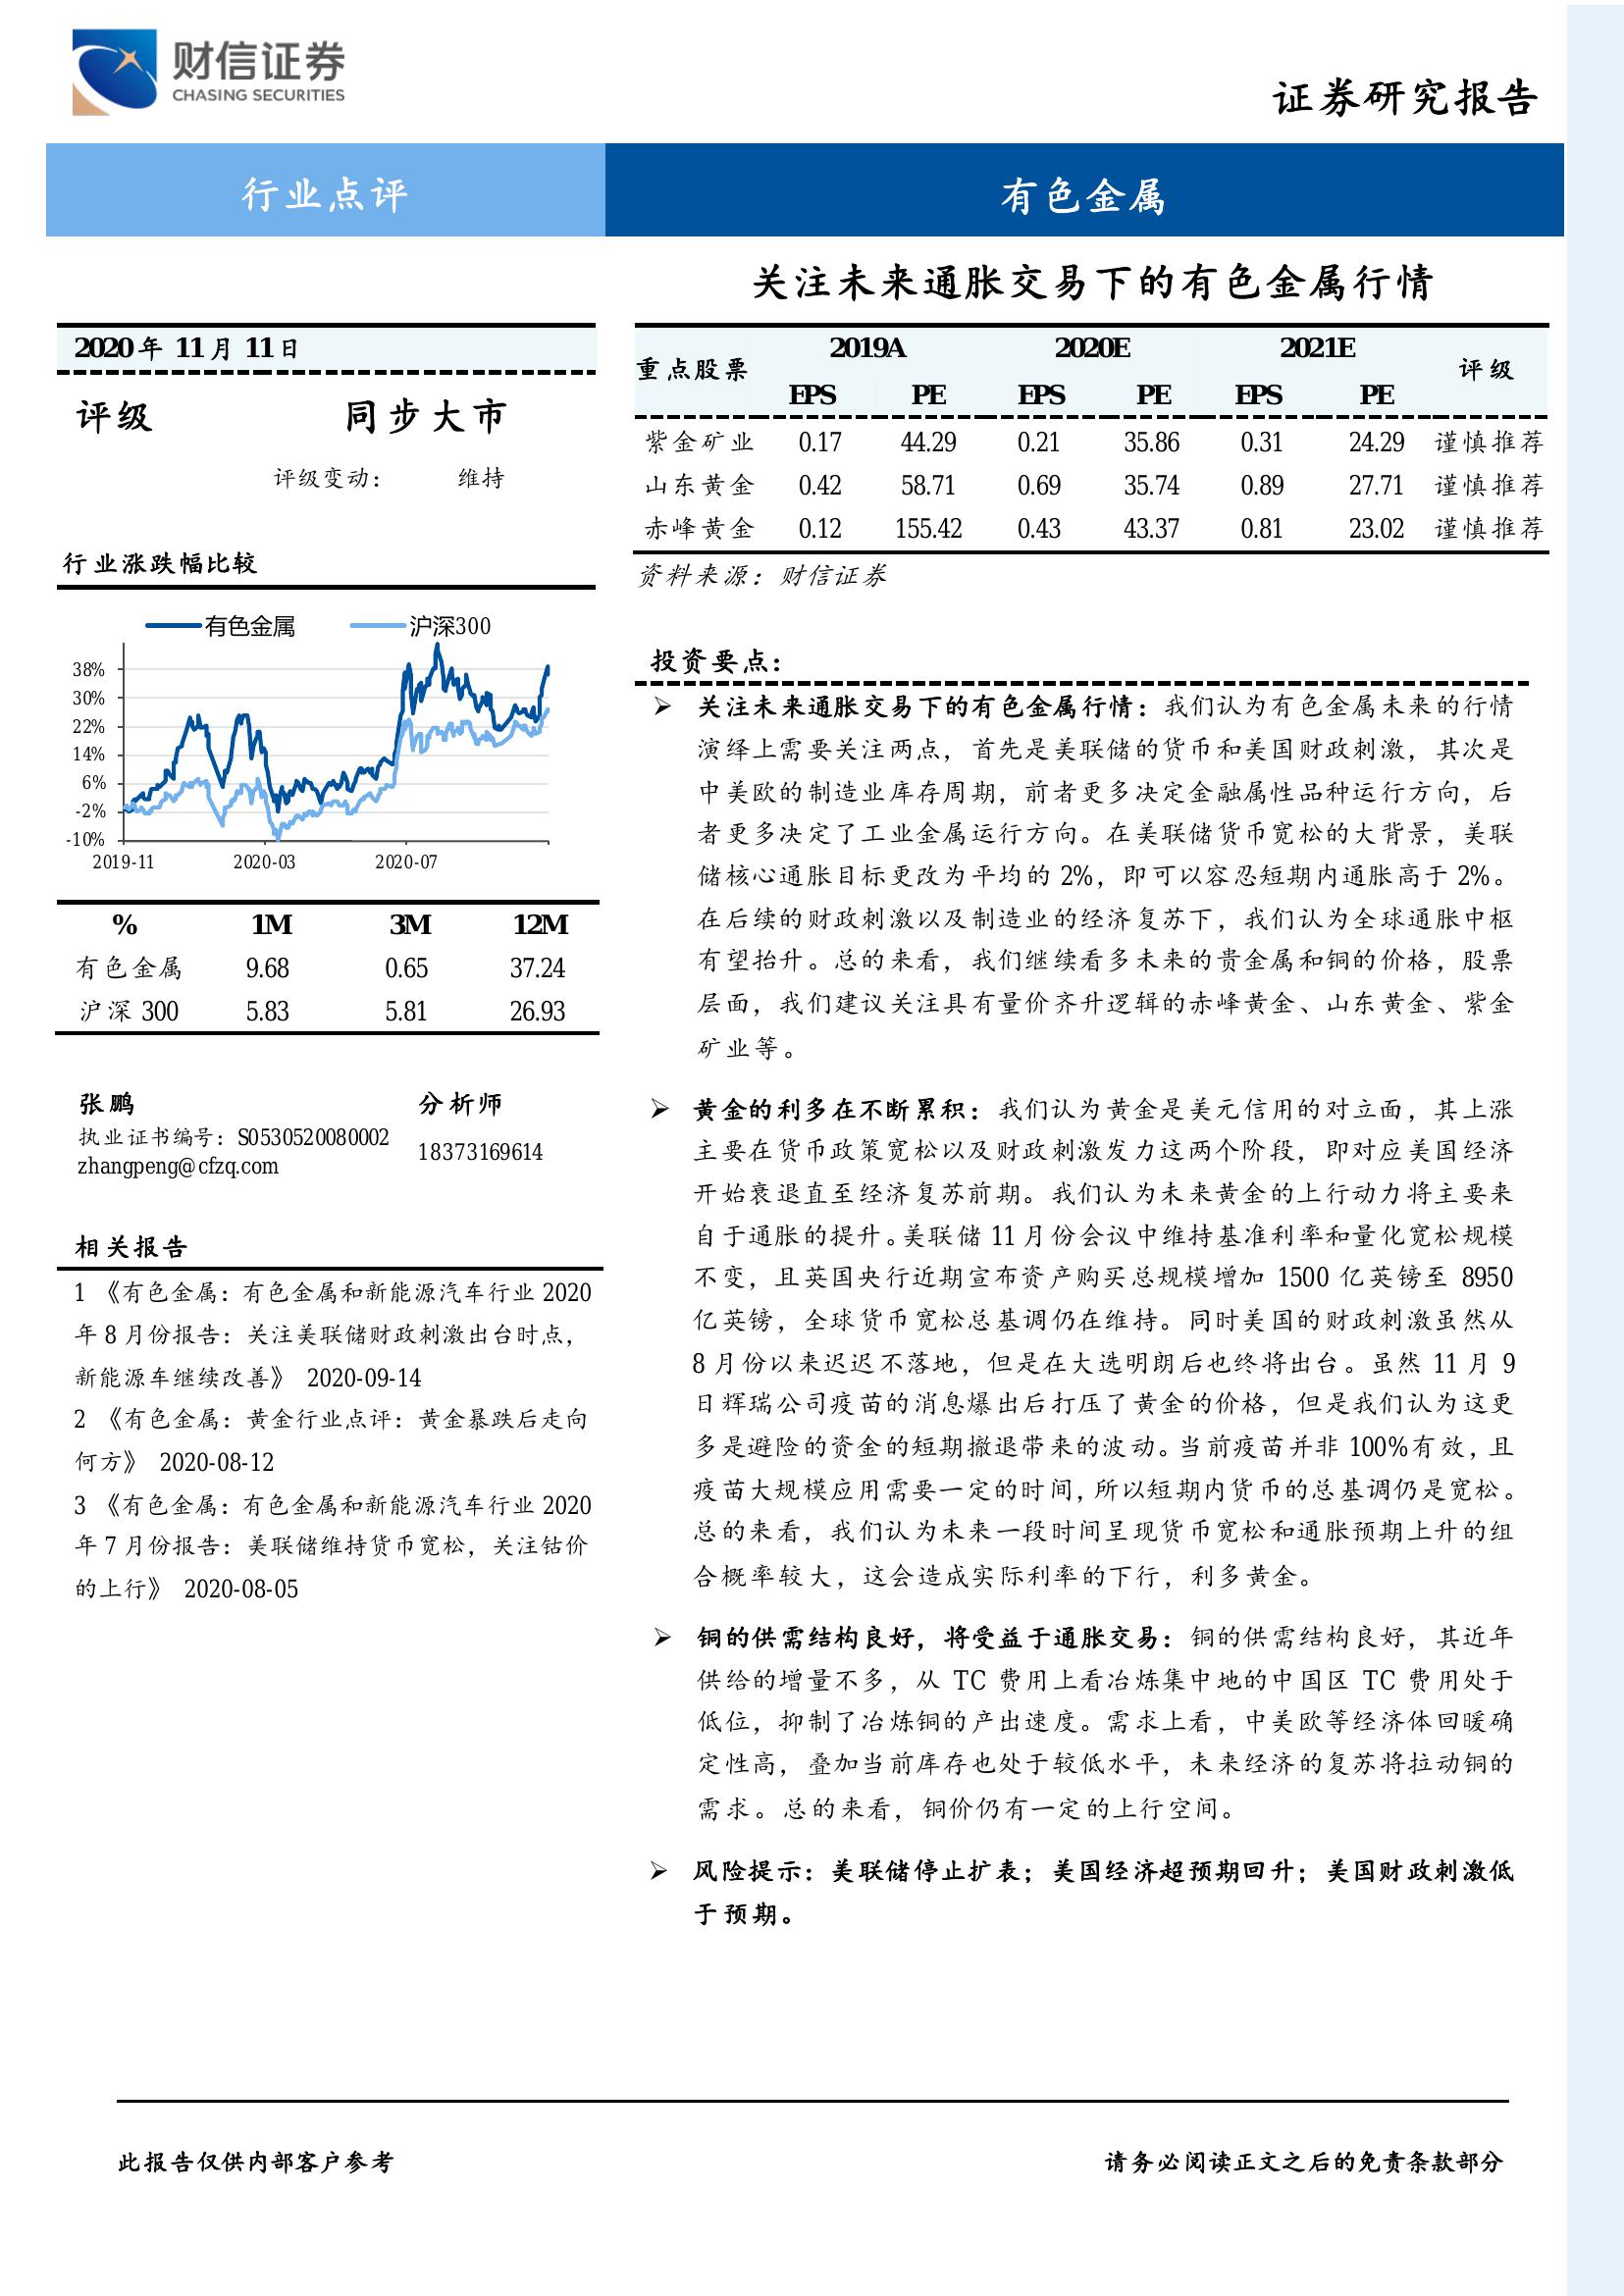 财信证券
CHASING SECURITIES
证券研究报告
行业点评
有色金属
关注未来通胀交易下的有色金属行情
2020年 11月 11日
评级 同步大市
评级变动： 维持
行业涨跌幅比较
有色金属 沪深300
38%
30%
22%
14%
6%
-2%
-10%
2019-11 2020-03 2020-07
% 1M 3M 12M
有色金属 9.68 0.65 37.24
沪深 300 5.83 5.81 26.93
张鹏 分析师
执业证书编号：S0530520080002
zhangpeng@cfzq.com
18373169614
相关报告
1 《有色金属：有色金属和新能源汽车行业 2020
年 8 月份报告：关注美联储财政刺激出台时点，
新能源车继续改善》 2020-09-14
2 《有色金属：黄金行业点评：黄金暴跌后走向
何方》 2020-08-12
3 《有色金属：有色金属和新能源汽车行业 2020
年 7 月份报告：美联储维持货币宽松，关注钴价
的上行》 2020-08-05
重点股票 2019A 2020E 2021E 评级
EPS PE EPS PE EPS PE
紫金矿业 0.17 44.29 0.21 35.86 0.31 24.29 谨慎推荐
山东黄金 0.42 58.71 0.69 35.74 0.89 27.71 谨慎推荐
赤峰黄金 0.12 155.42 0.43 43.37 0.81 23.02 谨慎推荐
资料来源：财信证券
投资要点：
➢ 关注未来通胀交易下的有色金属行情：我们认为有色金属未来的行情
演绎上需要关注两点，首先是美联储的货币和美国财政刺激，其次是
中美欧的制造业库存周期，前者更多决定金融属性品种运行方向，后
者更多决定了工业金属运行方向。在美联储货币宽松的大背景，美联
储核心通胀目标更改为平均的 2%，即可以容忍短期内通胀高于 2%。
在后续的财政刺激以及制造业的经济复苏下，我们认为全球通胀中枢
有望抬升。总的来看，我们继续看多未来的贵金属和铜的价格，股票
层面，我们建议关注具有量价齐升逻辑的赤峰黄金、山东黄金、紫金
矿业等。
➢ 黄金的利多在不断累积：我们认为黄金是美元信用的对立面，其上涨
主要在货币政策宽松以及财政刺激发力这两个阶段，即对应美国经济
开始衰退直至经济复苏前期。我们认为未来黄金的上行动力将主要来
自于通胀的提升。美联储 11 月份会议中维持基准利率和量化宽松规模
不变，且英国央行近期宣布资产购买总规模增加 1500 亿英镑至 8950
亿英镑，全球货币宽松总基调仍在维持。同时美国的财政刺激虽然从
8 月份以来迟迟不落地，但是在大选明朗后也终将出台。虽然 11 月 9
日辉瑞公司疫苗的消息爆出后打压了黄金的价格，但是我们认为这更
多是避险的资金的短期撤退带来的波动。当前疫苗并非 100%有效，且
疫苗大规模应用需要一定的时间，所以短期内货币的总基调仍是宽松。
总的来看，我们认为未来一段时间呈现货币宽松和通胀预期上升的组
合概率较大，这会造成实际利率的下行，利多黄金。
➢ 铜的供需结构良好，将受益于通胀交易：铜的供需结构良好，其近年
供给的增量不多，从 TC 费用上看冶炼集中地的中国区 TC 费用处于
低位，抑制了冶炼铜的产出速度。需求上看，中美欧等经济体回暖确
定性高，叠加当前库存也处于较低水平，未来经济的复苏将拉动铜的
需求。总的来看，铜价仍有一定的上行空间。
➢ 风险提示：美联储停止扩表；美国经济超预期回升；美国财政刺激低
于预期。
此报告仅供内部客户参考
请务必阅读正文之后的免责条款部分